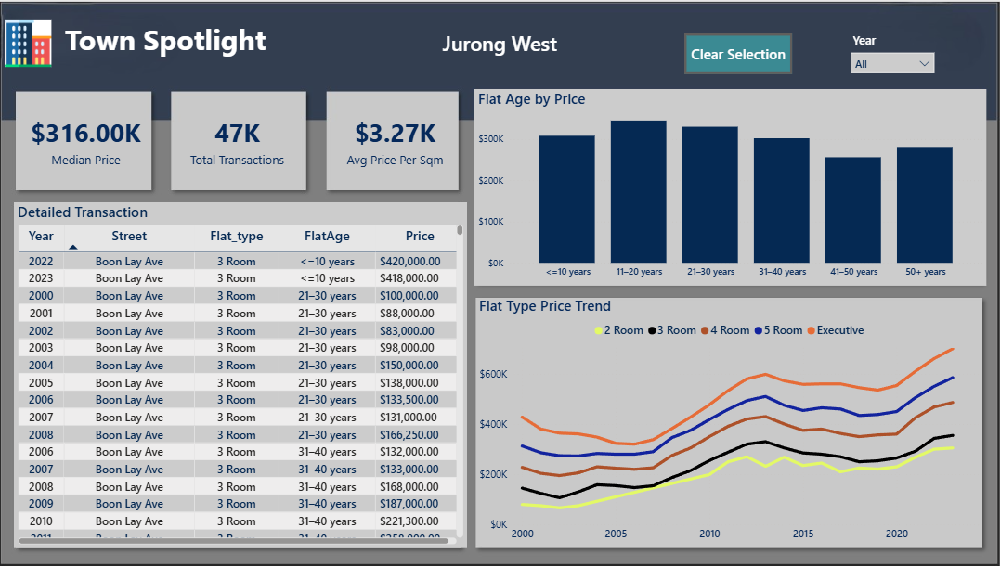 Town Spotlight
Jurong West
Clear Selection
Year
All
$316.00K
Median Price
47K
Total Transactions
$3.27K
Avg Price Per Sqm
Flat Age by Price
$300K
$200K
$100K
$0K
<=10 years 11–20 years 21–30 years 31–40 years 41–50 years 50+ years
Detailed Transaction
Year Street Flat_type FlatAge Price
2022 Boon Lay Ave 3 Room <=10 years $420,000.00
2023 Boon Lay Ave 3 Room <=10 years $418,000.00
2000 Boon Lay Ave 3 Room 21–30 years $100,000.00
2001 Boon Lay Ave 3 Room 21–30 years $88,000.00
2002 Boon Lay Ave 3 Room 21–30 years $83,000.00
2003 Boon Lay Ave 3 Room 21–30 years $98,000.00
2004 Boon Lay Ave 3 Room 21–30 years $150,000.00
2005 Boon Lay Ave 3 Room 21–30 years $138,000.00
2006 Boon Lay Ave 3 Room 21–30 years $133,500.00
2007 Boon Lay Ave 3 Room 21–30 years $131,000.00
2008 Boon Lay Ave 3 Room 21–30 years $166,250.00
2006 Boon Lay Ave 3 Room 31–40 years $132,000.00
2007 Boon Lay Ave 3 Room 31–40 years $133,000.00
2008 Boon Lay Ave 3 Room 31–40 years $168,000.00
2009 Boon Lay Ave 3 Room 31–40 years $187,000.00
2010 Boon Lay Ave 3 Room 31–40 years $221,300.00
2011 Boon Lay Ave 3 Room 31–40 years
Flat Type Price Trend
2 Room 3 Room 4 Room 5 Room Executive
$600K
$400K
$200K
$0K
2000 2005 2010 2015 2020